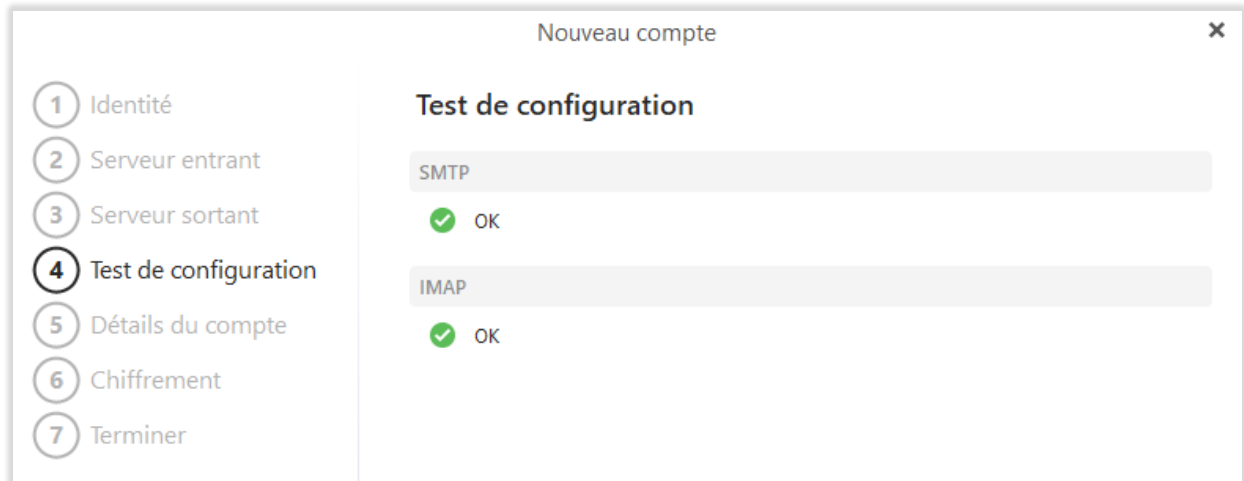 Nouveau compte
1 Identité
2 Serveur entrant
3 Serveur sortant
4 Test de configuration
5 Détails du compte
6 Chiffrement
7 Terminer
Test de configuration
SMTP
OK
IMAP
OK